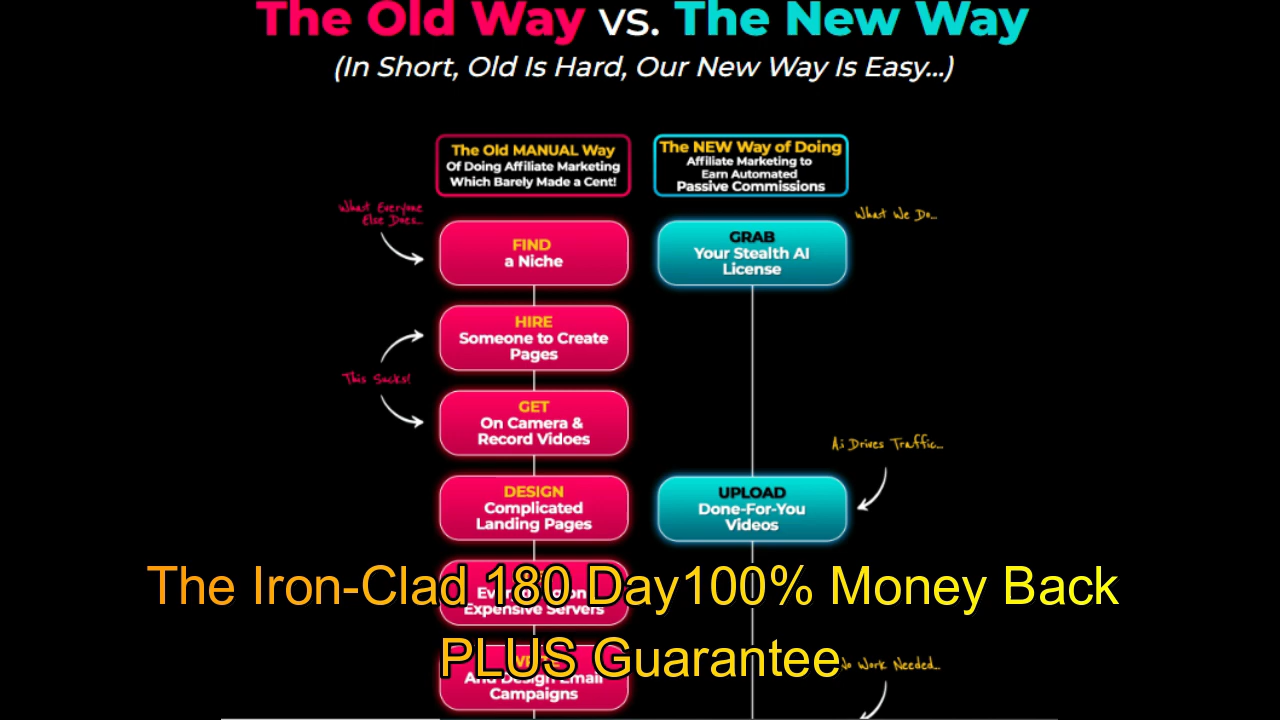 The Old Way vs. The New Way
(In Short, Old Is Hard, Our New Way Is Easy...)
The Old MANUAL Way
Of Doing Affiliate Marketing
Which Barely Made a Cent!
The NEW Way of Doing
Affiliate Marketing to
Earn Automated
Passive Commissions
What Everyone
Else Does...
What We Do...
FIND
a Niche
GRAB
Your Stealth AI
License
HIRE
Someone to Create
Pages
This Sucks!
GET
On Camera &
Record Vidoes
Ai Drives Traffic...
DESIGN
Complicated
Landing Pages
UPLOAD
Done-For-You
Videos
The Iron-Clad 180 Day100% Money Back
PLUS Guarantee
Expensive Servers
And Design Email
Campaigns
No Work Needed...